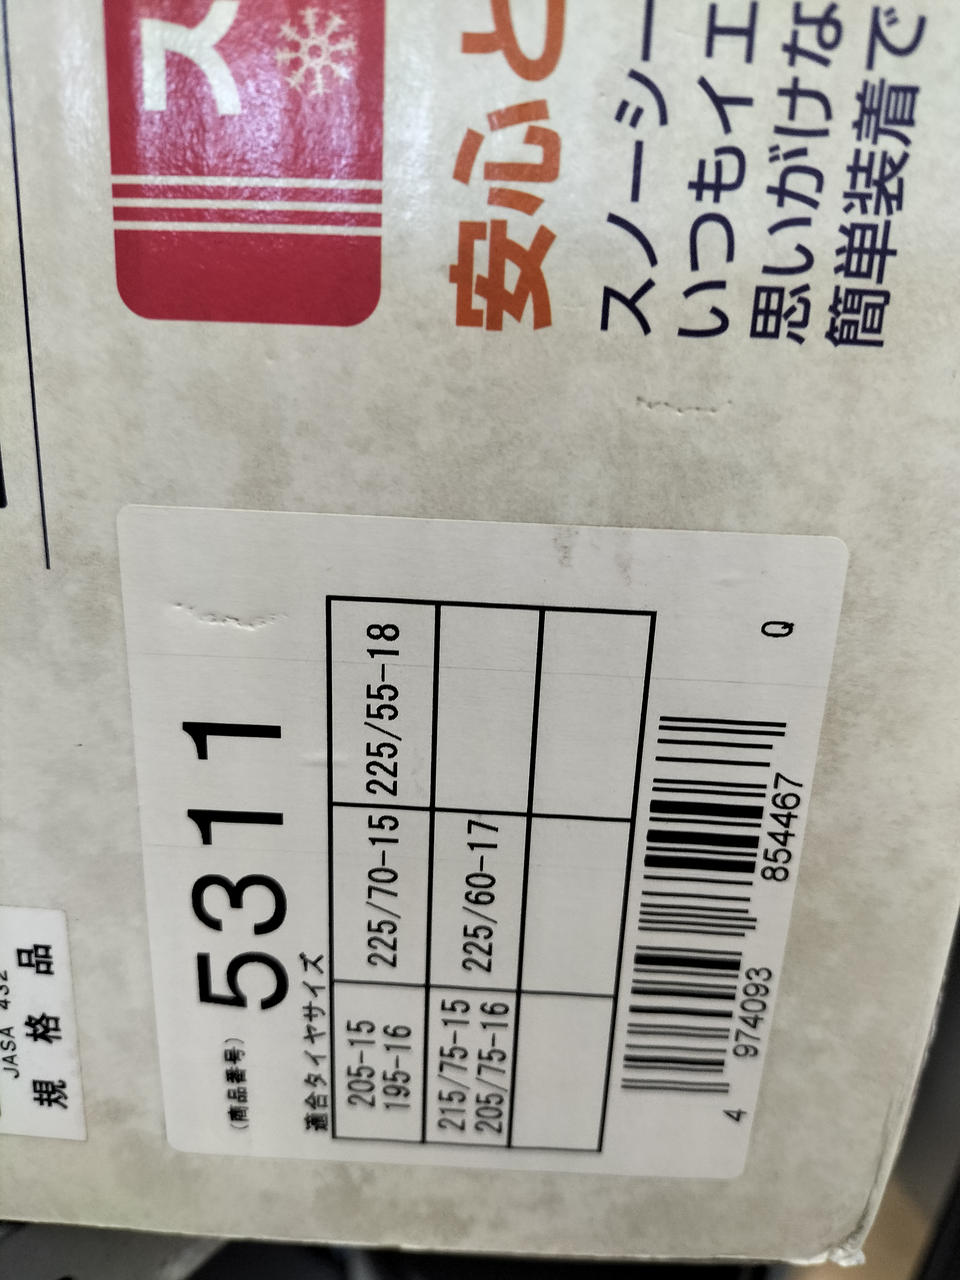 ス
安心と
スノーシー
いつもイエ
思いがけな
簡単装着で
JASA 432
規格品
(商品番号) 5311
適合タイヤサイズ
205-15
195-16
225/70-15
225/55-18
215/75-15
205/75-16
225/60-17
4 974093 854467
Q